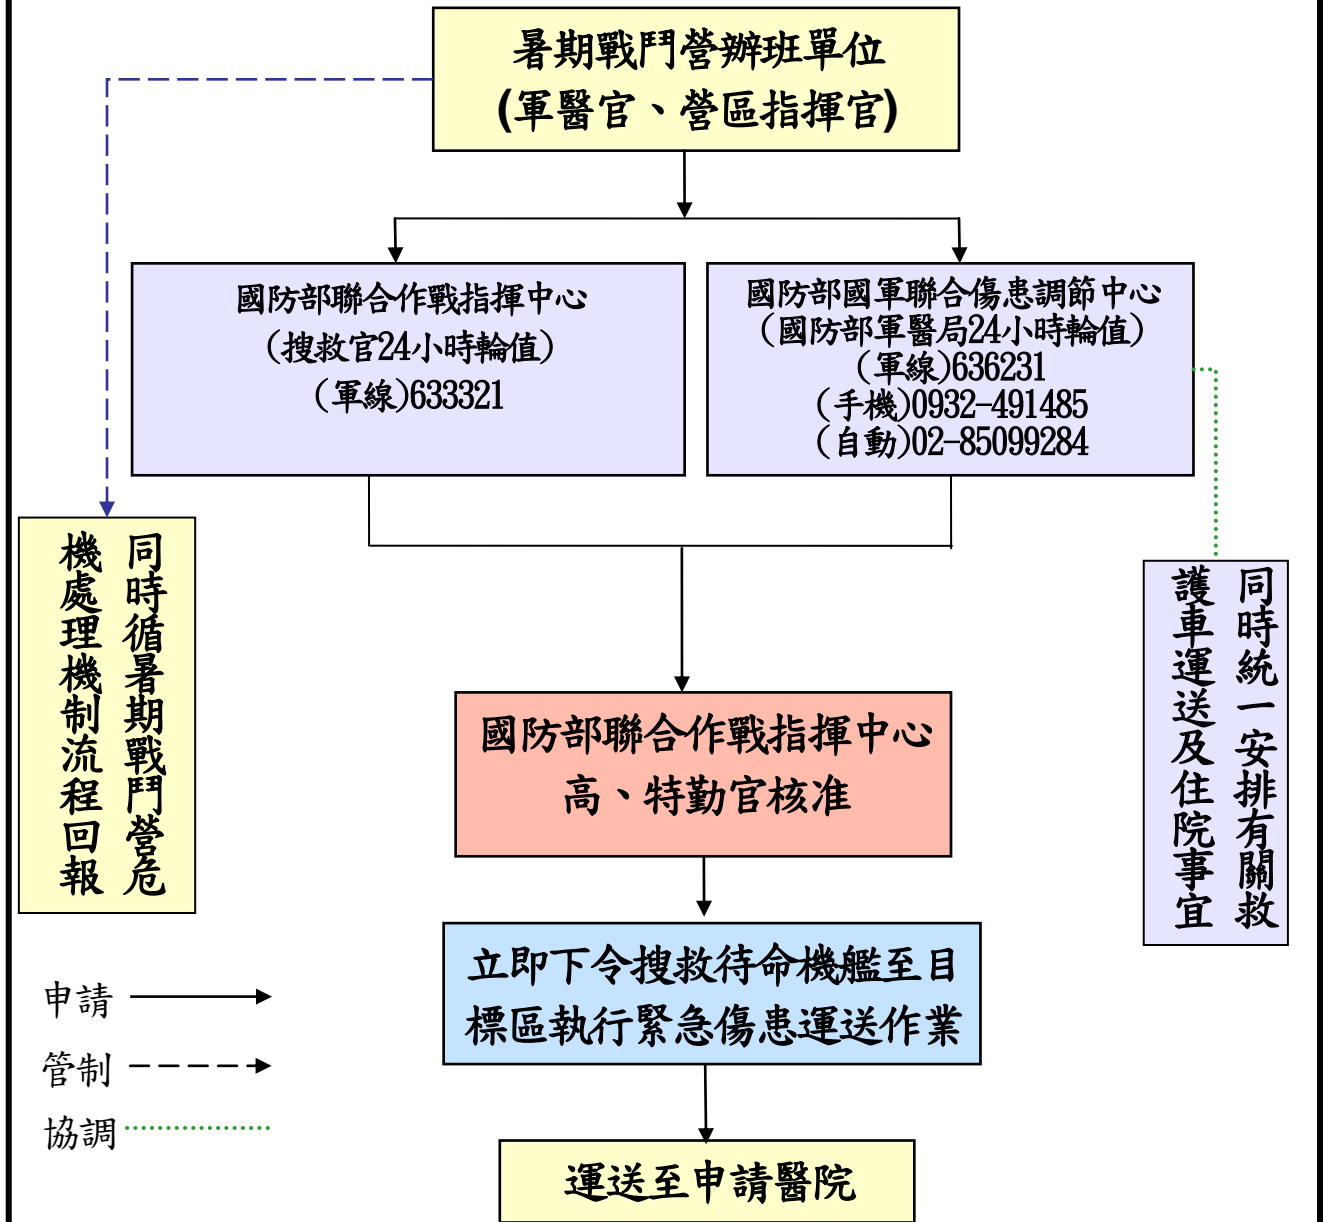 暑期戰鬥營辦班單位
(軍醫官、營區指揮官)
國防部聯合作戰指揮中心
(搜救官24小時輪值)
(軍線)633321
國防部國軍聯合傷患調節中心
(國防部軍醫局24小時輪值)
(軍線)636231
(手機)0932-491485
(自動)02-85099284
同時循暑期戰鬥營危
機處理機制流程回報
同時統一安排有關救
護車運送及住院事宜
國防部聯合作戰指揮中心
高、特勤官核准
立即下令搜救待命機艦至目
標區執行緊急傷患運送作業
運送至申請醫院
申請
管制
協調